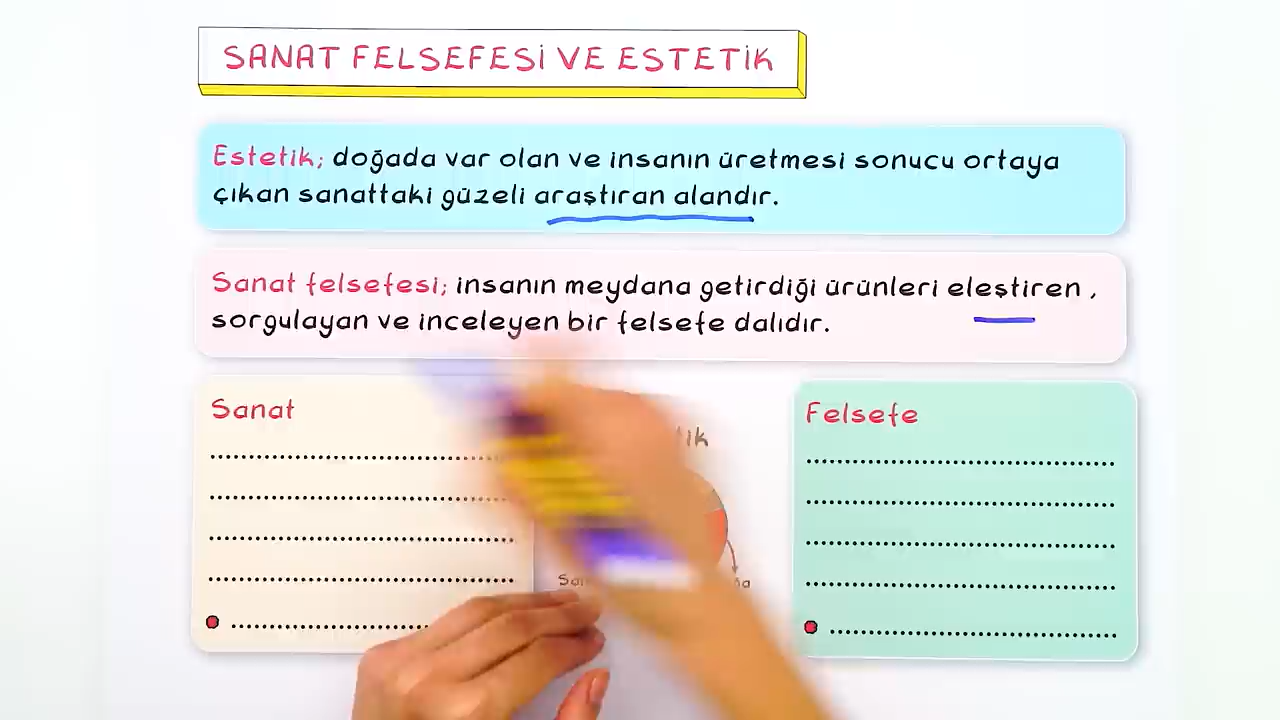 SANAT FELSEFESİ VE ESTETİK
Estetik; doğada var olan ve insanın üretmesi sonucu ortaya
çıkan sanattaki güzeli araştıran alandır.
Sanat felsefesi; insanın meydana getirdiği ürünleri eleştiren ,
sorgulayan ve inceleyen bir felsefe dalıdır.
Sanat
Felsefe